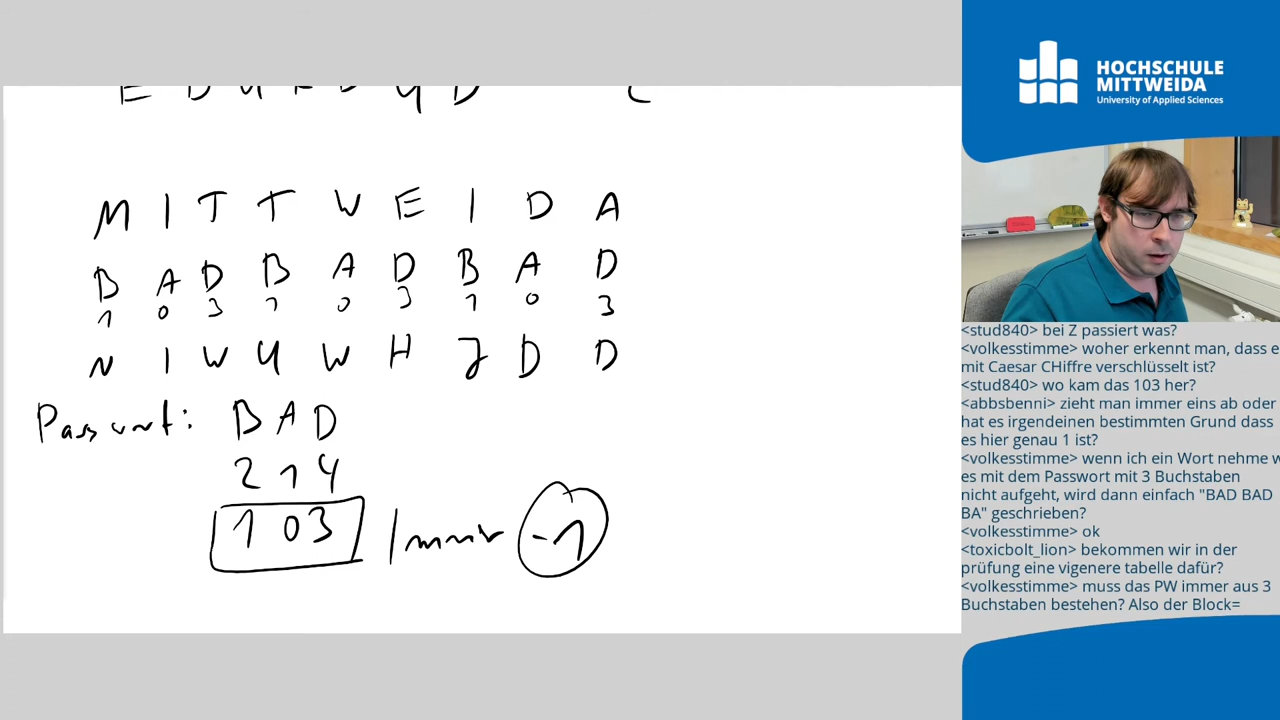 M I T T W E I D A
B A D B A D B A D
1 0 3 1 0 3 1 0 3
N I W U W H J D D
Passwort: B A D
2 1 4
1 0 3 Immer -1
HOCHSCHULE
MITTWEIDA
University of Applied Sciences
<stud840> bei Z passiert was?
<volkesstimme> woher erkennt man, dass e
mit Caesar CHiffre verschlüsselt ist?
<stud840> wo kam das 103 her?
<abbsbenni> zieht man immer eins ab oder
hat es irgendeinen bestimmten Grund dass
es hier genau 1 ist?
<volkesstimme> wenn ich ein Wort nehme w
es mit dem Passwort mit 3 Buchstaben
nicht aufgeht, wird dann einfach "BAD BAD
BA" geschrieben?
<volkesstimme> ok
<toxicbolt_lion> bekommen wir in der
prüfung eine vigenere tabelle dafür?
<volkesstimme> muss das PW immer aus 3
Buchstaben bestehen? Also der Block=